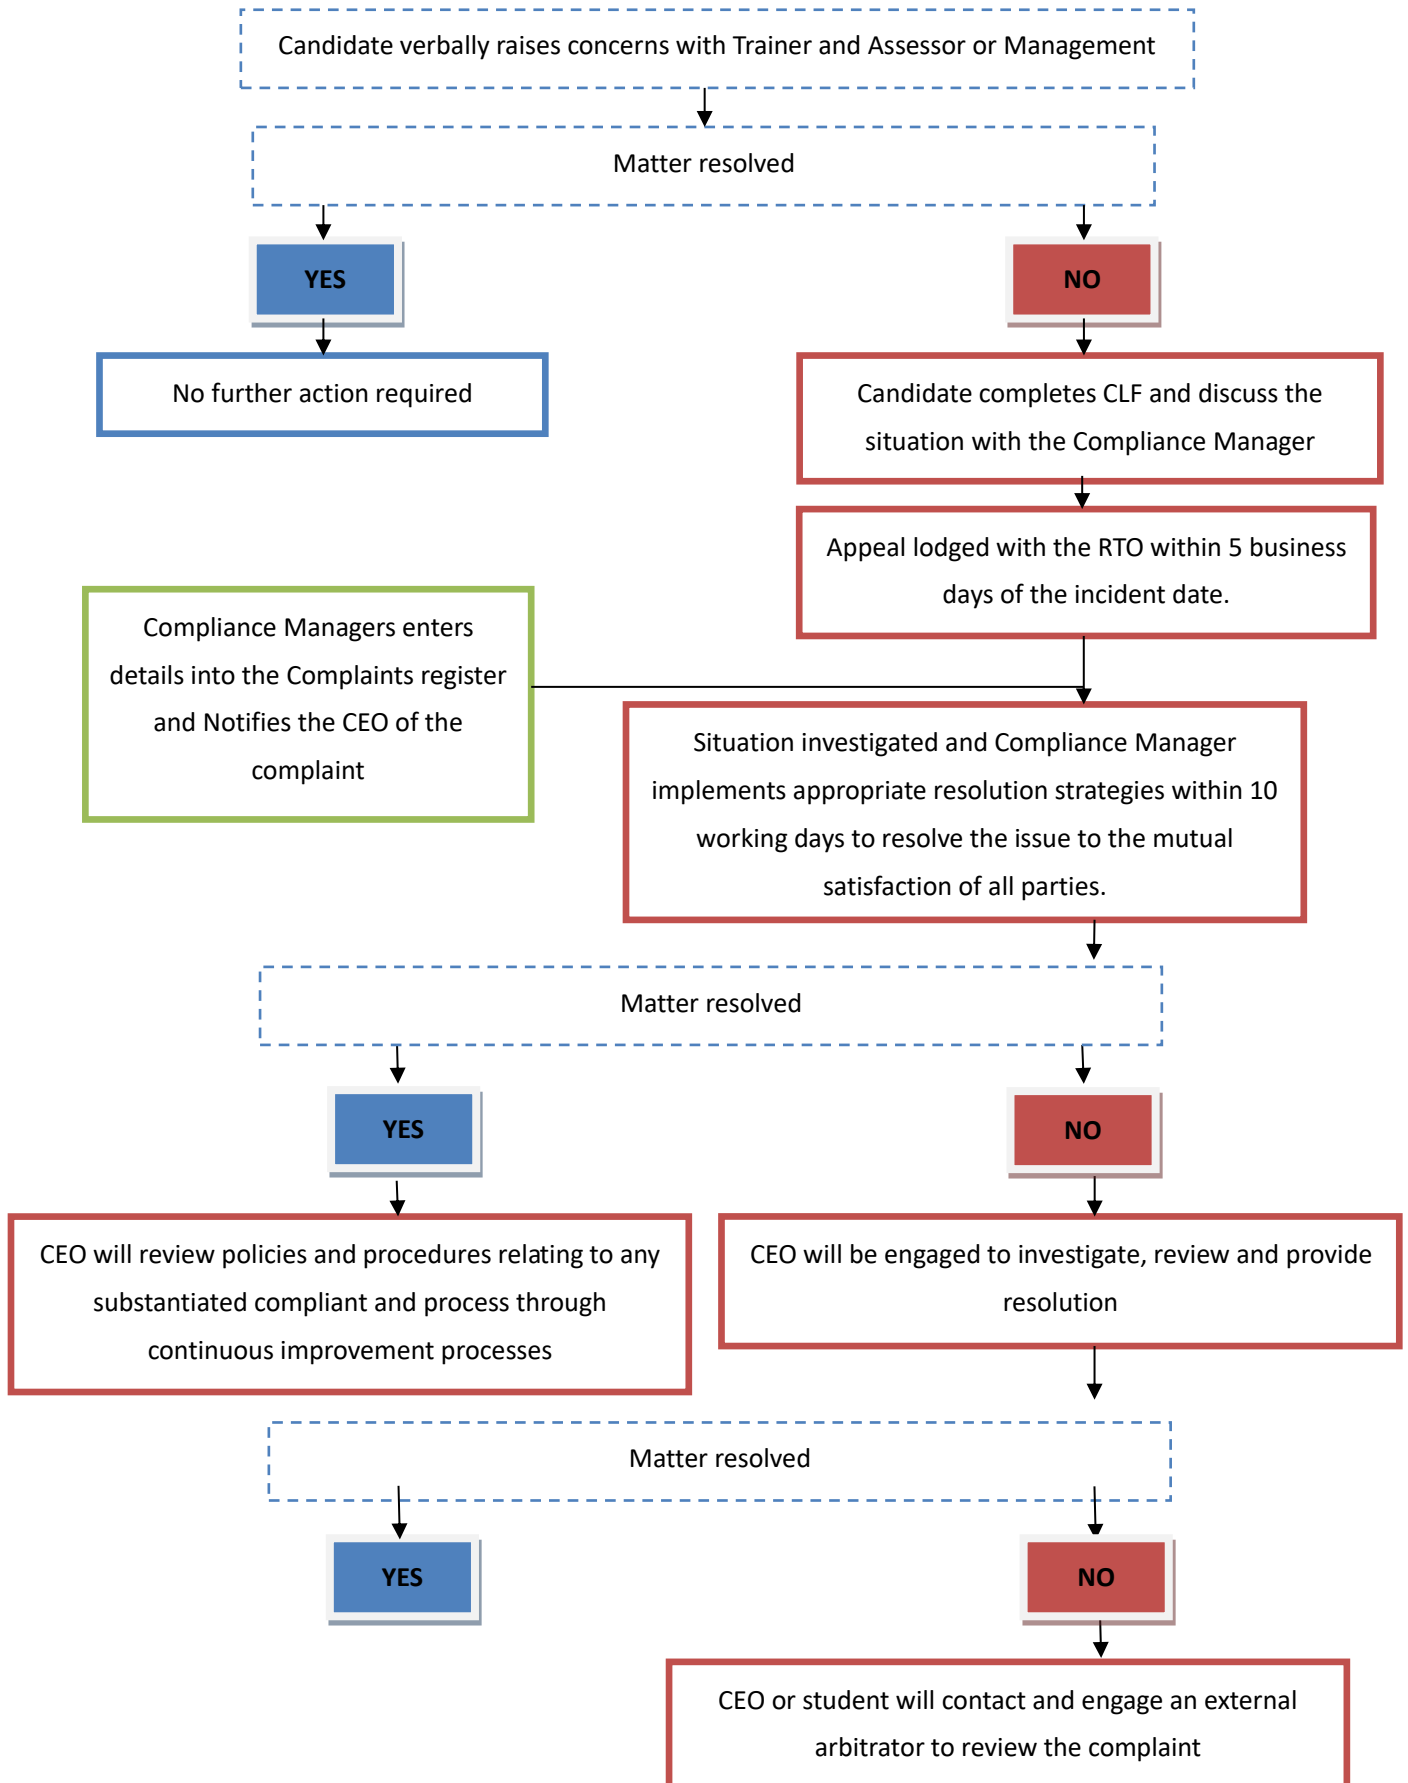 Candidate verbally raises concerns with Trainer and Assessor or Management
Matter resolved
YES
NO
No further action required
Candidate completes CLF and discuss the
situation with the Compliance Manager
Appeal lodged with the RTO within 5 business
days of the incident date.
Compliance Managers enters
details into the Complaints register
and Notifies the CEO of the
complaint
Situation investigated and Compliance Manager
implements appropriate resolution strategies within 10
working days to resolve the issue to the mutual
satisfaction of all parties.
Matter resolved
YES
NO
CEO will review policies and procedures relating to any
substantiated compliant and process through
continuous improvement processes
CEO will be engaged to investigate, review and provide
resolution
Matter resolved
YES
NO
CEO or student will contact and engage an external
arbitrator to review the complaint